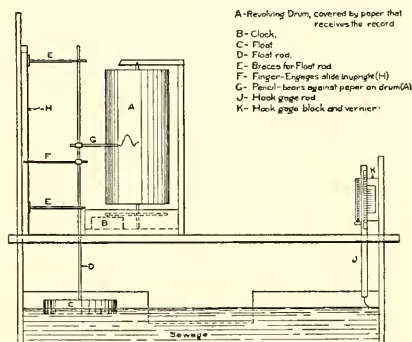 A-Revolving Drum, covered by paper that
receives the record
B- Clock.
C- Float
D- Float rod.
E- Braces for Float rod
F- Finger-Engages slide in upright (H)
G- Pencil-bears against paper on drum(A)
J- Hook gage rod
K- Hook gage block and vernier.
E
A
H
G
K
F
E
B
J
D
C
Sewage